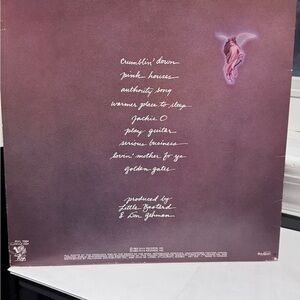 Crumblin' down
pink houses
authority song
warmer place to sleep
Jackie O
play guitar
serious business
lovin' mother fo ya
golden gates
produced by
Little Bastard
& Don Gehman